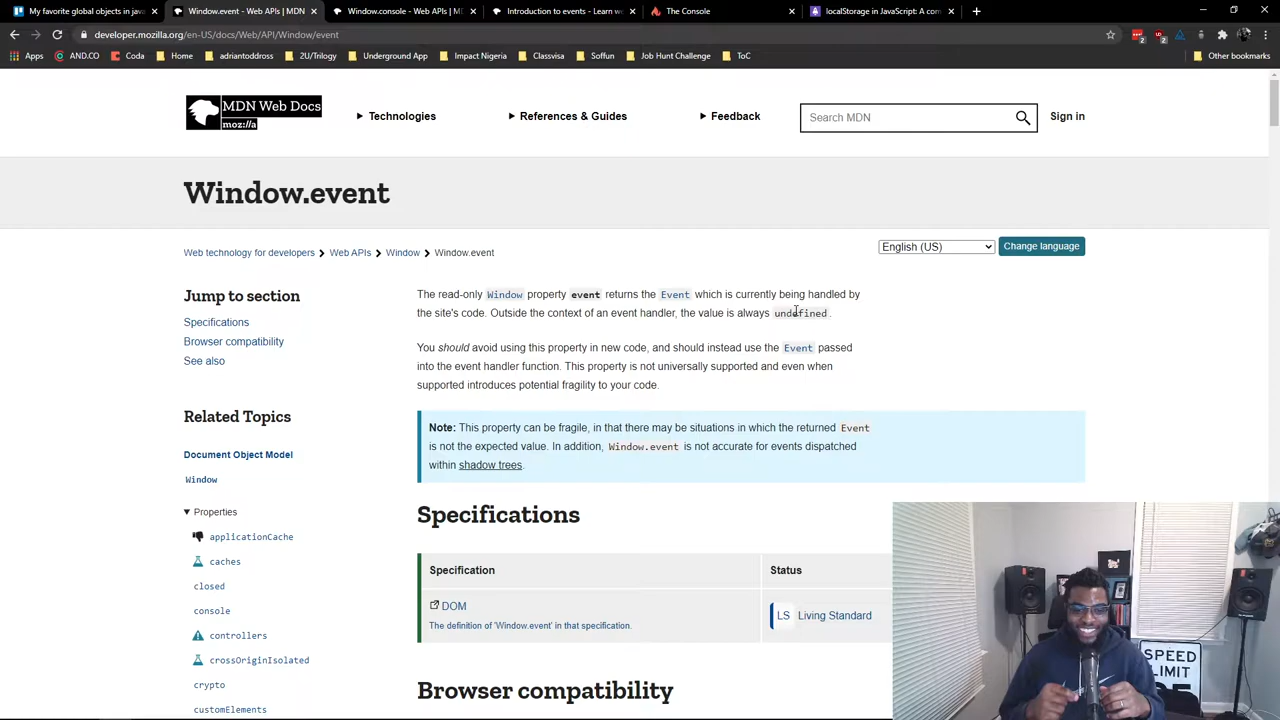 My favorite global objects in java
Window.event - Web APIs | MDN
Window.console - Web APIs | M
Introduction to events - Learn w
The Console
localStorage in JavaScript: A com
developer.mozilla.org/en-US/docs/Web/API/Window/event
Apps
AND.CO
Coda
Home
adriantoddross
2U/Trilogy
Underground App
Impact Nigeria
Classvisa
Soffun
Job Hunt Challenge
ToC
Other bookmarks
MDN Web Docs
moz://a
Technologies
References & Guides
Feedback
Search MDN
Sign in
Window.event
Web technology for developers
Web APIs
Window
Window.event
English (US)
Change language
Jump to section
Specifications
Browser compatibility
See also
Related Topics
Document Object Model
Window
Properties
applicationCache
caches
closed
console
controllers
crossOriginIsolated
crypto
customElements
The read-only Window property event returns the Event which is currently being handled by
the site's code. Outside the context of an event handler, the value is always undefined.
You should avoid using this property in new code, and should instead use the Event passed
into the event handler function. This property is not universally supported and even when
supported introduces potential fragility to your code.
Note: This property can be fragile, in that there may be situations in which the returned Event
is not the expected value. In addition, Window.event is not accurate for events dispatched
within shadow trees.
Specifications
Specification
Status
DOM
The definition of 'Window.event' in that specification.
LS Living Standard
Browser compatibility
SPEED
LIMIT